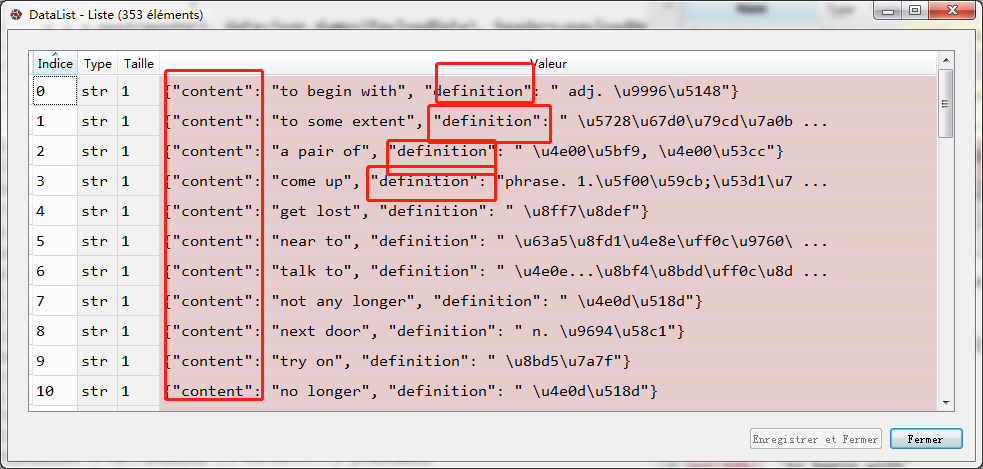 DataList - Liste (353 éléments)
Indice Type Taille Valeur
0 str 1 {"content": "to begin with", "definition": " adj. \u9996\u5148"}
1 str 1 {"content": "to some extent", "definition": " \u5728\u67d0\u79cd\u7a0b ...
2 str 1 {"content": "a pair of", "definition": " \u4e00\u5bf9, \u4e00\u53cc"}
3 str 1 {"content": "come up", "definition": "phrase. 1.\u5f00\u59cb;\u53d1\u7 ...
4 str 1 {"content": "get lost", "definition": " \u8ff7\u8def"}
5 str 1 {"content": "near to", "definition": " \u63a5\u8fd1\u4e8e\uff0c\u9760\ ...
6 str 1 {"content": "talk to", "definition": " \u4e0e...\u8bf4\u8bdd\uff0c\u8d ...
7 str 1 {"content": "not any longer", "definition": " \u4e0d\u518d"}
8 str 1 {"content": "next door", "definition": " n. \u9694\u58c1"}
9 str 1 {"content": "try on", "definition": " \u8bd5\u7a7f"}
10 str 1 {"content": "no longer", "definition": " \u4e0d\u518d"}
Enregistrer et Fermer Fermer